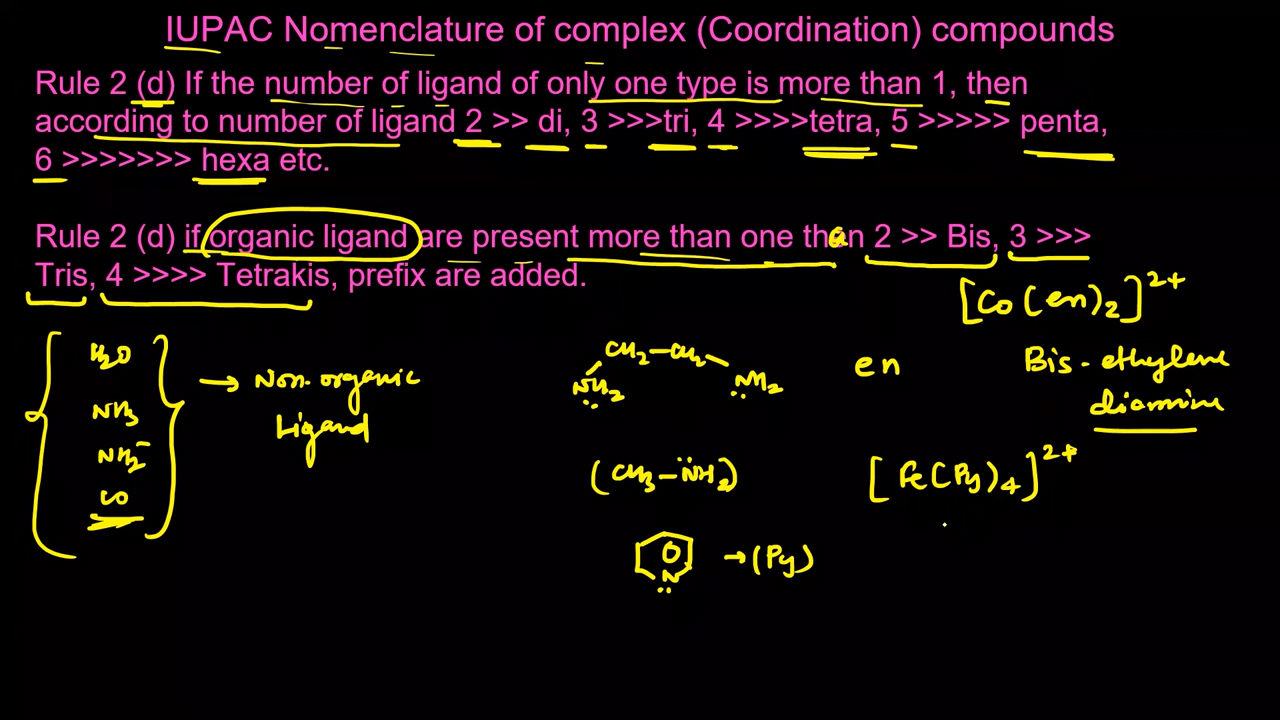 IUPAC Nomenclature of complex (Coordination) compounds
Rule 2 (d) If the number of ligand of only one type is more than 1, then
according to number of ligand 2 >> di, 3 >>>tri, 4 >>>>tetra, 5 >>>>> penta,
6 >>>>>>> hexa etc.
Rule 2 (d) if organic ligand are present more than one than 2 >> Bis, 3 >>>
Tris, 4 >>>> Tetrakis, prefix are added.
[Co(en)₂]²⁺
H₂O
NH₃
NH₂⁻
CO
→ Non-organic
Ligand
CH₂—CH₂
N̤H₂ N̤H₂
en
Bis-ethylene
diamine
(CH₃—N̈H₂)
[Fe(Py)₄]²⁺
N̤ →(Py)